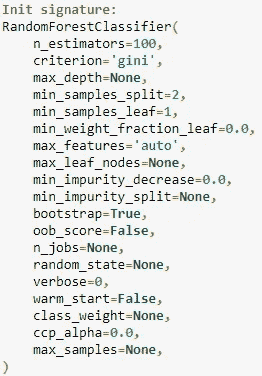 Init signature:
RandomForestClassifier(
    n_estimators=100,
    criterion='gini',
    max_depth=None,
    min_samples_split=2,
    min_samples_leaf=1,
    min_weight_fraction_leaf=0.0,
    max_features='auto',
    max_leaf_nodes=None,
    min_impurity_decrease=0.0,
    min_impurity_split=None,
    bootstrap=True,
    oob_score=False,
    n_jobs=None,
    random_state=None,
    verbose=0,
    warm_start=False,
    class_weight=None,
    ccp_alpha=0.0,
    max_samples=None,
)